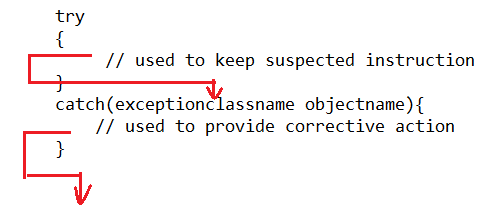 try
{
// used to keep suspected instruction
}
catch(exceptionclassname objectname){
// used to provide corrective action
}